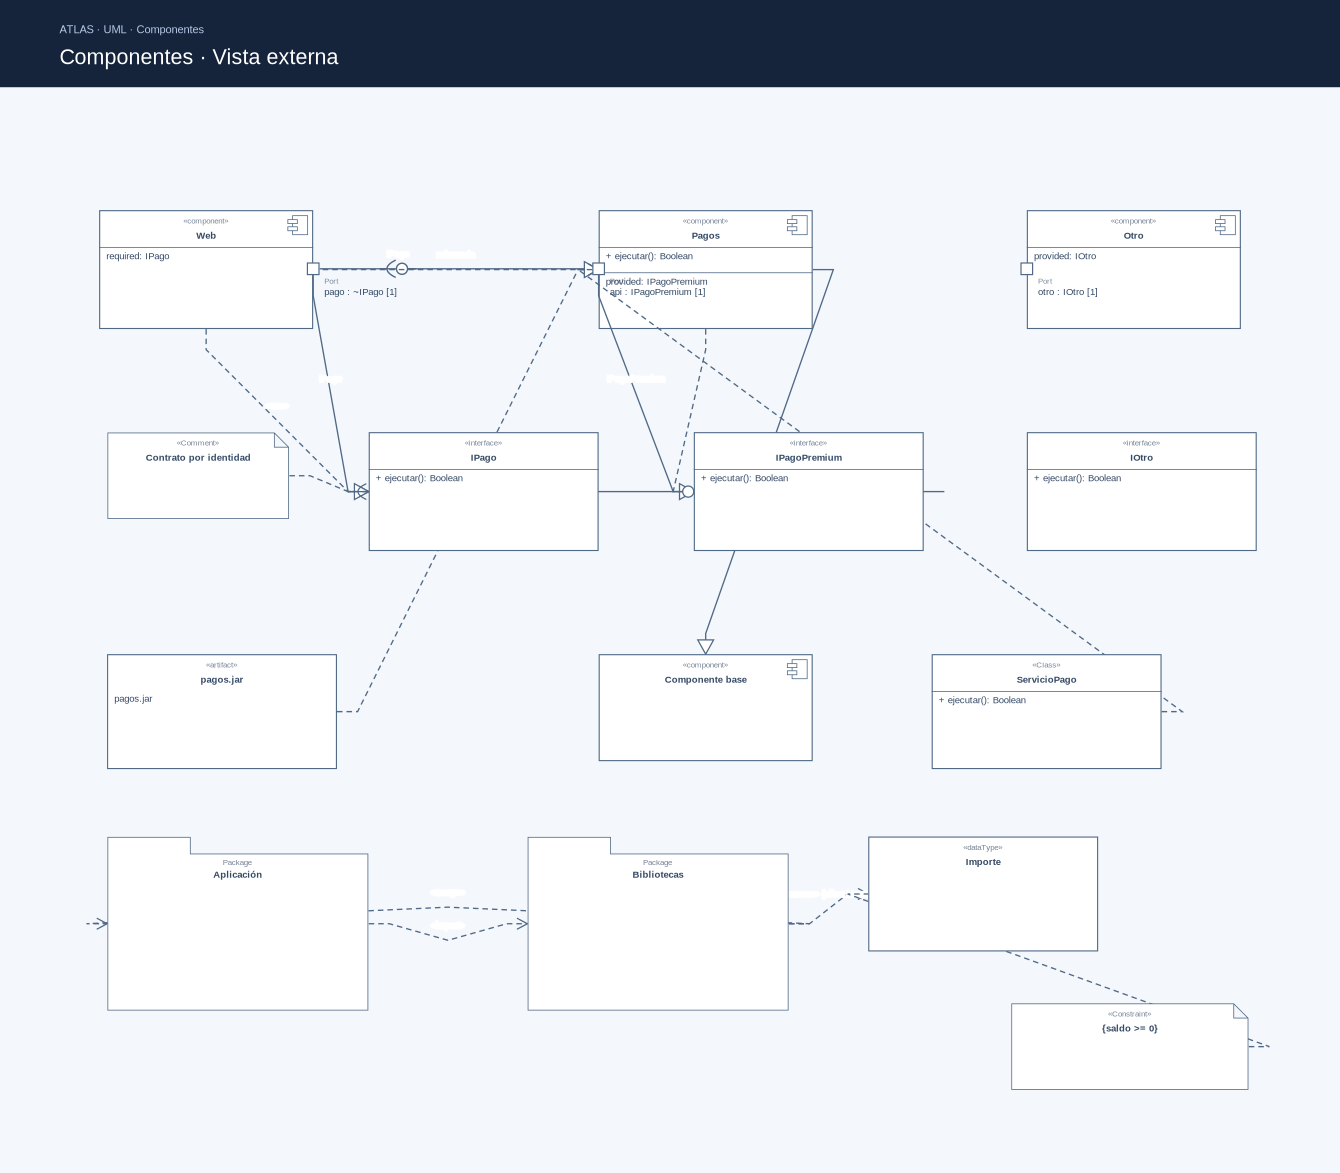 ATLAS · UML · Componentes
Componentes · Vista externa
«component»
Web
required: IPago
Port
pago : ~IPago [1]
«component»
Pagos
+ ejecutar(): Boolean
provided: IPagoPremium
api : IPagoPremium [1]
«component»
Otro
provided: IOtro
Port
otro : IOtro [1]
«Comment»
Contrato por identidad
«interface»
IPago
+ ejecutar(): Boolean
«interface»
IPagoPremium
+ ejecutar(): Boolean
«interface»
IOtro
+ ejecutar(): Boolean
«artifact»
pagos.jar
pagos.jar
«component»
Componente base
«Class»
ServicioPago
+ ejecutar(): Boolean
Package
Aplicación
Package
Bibliotecas
«dataType»
Importe
«Constraint»
{saldo >= 0}